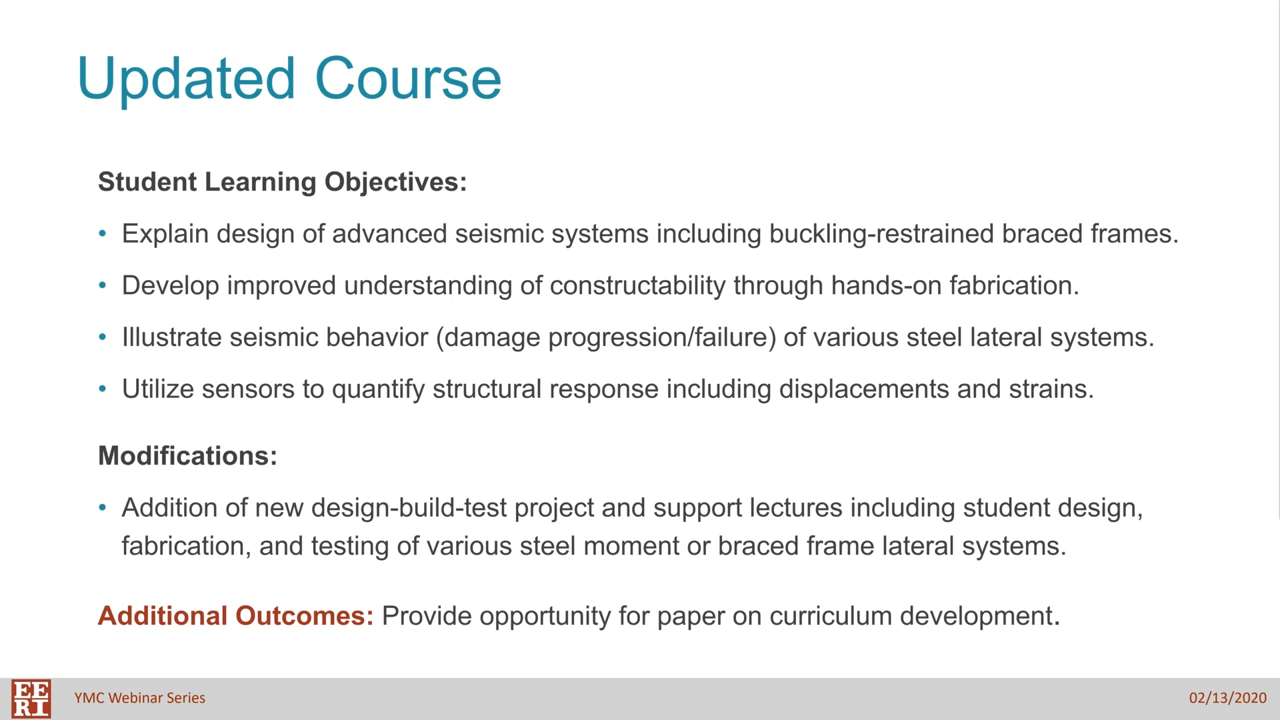 Updated Course
Student Learning Objectives:
• Explain design of advanced seismic systems including buckling-restrained braced frames.
• Develop improved understanding of constructability through hands-on fabrication.
• Illustrate seismic behavior (damage progression/failure) of various steel lateral systems.
• Utilize sensors to quantify structural response including displacements and strains.
Modifications:
• Addition of new design-build-test project and support lectures including student design,
fabrication, and testing of various steel moment or braced frame lateral systems.
Additional Outcomes: Provide opportunity for paper on curriculum development.
EE
RI
YMC Webinar Series
02/13/2020